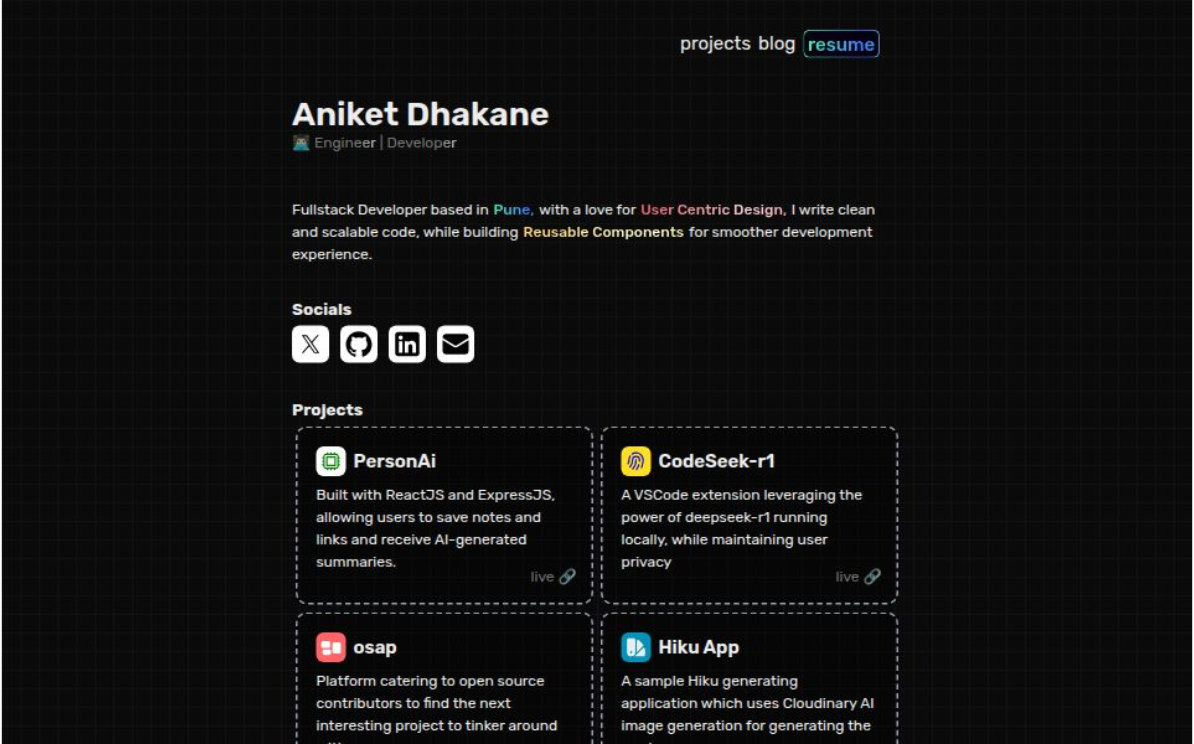 projects blog resume
Aniket Dhakane
Engineer | Developer
Fullstack Developer based in Pune, with a love for User Centric Design, I write clean
and scalable code, while building Reusable Components for smoother development
experience.
Socials
Projects
PersonAi
Built with ReactJS and ExpressJS,
allowing users to save notes and
links and receive AI-generated
summaries.
live
CodeSeek-r1
A VSCode extension leveraging the
power of deepseek-r1 running
locally, while maintaining user
privacy
live
osap
Platform catering to open source
contributors to find the next
interesting project to tinker around
Hiku App
A sample Hiku generating
application which uses Cloudinary AI
image generation for generating the